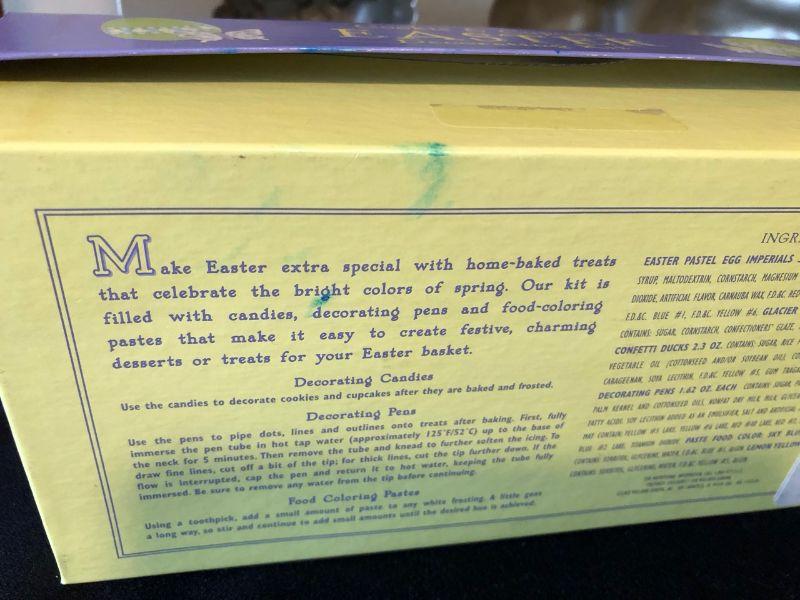 EASTER
Make Easter extra special with home-baked treats
that celebrate the bright colors of spring. Our kit is
filled with candies, decorating pens and food-coloring
pastes that make it easy to create festive, charming
desserts or treats for your Easter basket.
Decorating Candies
Use the candies to decorate cookies and cupcakes after they are baked and frosted.
Decorating Pens
Use the pens to pipe dots, lines and outlines onto treats after baking. First, fully
immerse the pen tube in hot tap water (approximately 125°F/52°C) up to the base of
the neck for 5 minutes. Then remove the tube and knead to further soften the icing. To
draw fine lines, cut off a bit of the tip; for thick lines, cut the tip further down. If the
flow is interrupted, cap the pen and return it to hot water, keeping the tube fully
immersed. Be sure to remove any water from the tip before continuing.
Food Coloring Pastes
Using a toothpick, add a small amount of paste to any white frosting. A little goes
a long way, so stir and continue to add small amounts until the desired hue is achieved.
INGR
EASTER PASTEL EGG IMPERIALS
SYRUP, MALTODEXTRIN, CORNSTARCH, MAGNESIUM
DIOXIDE, ARTIFICIAL FLAVOR, CARNAUBA WAX, F.D.&C. RED
F.D.&C. BLUE #1, F.D.&C. YELLOW #6. GLACIER
CONTAINS: SUGAR, CORNSTARCH, CONFECTIONERS' GLAZE,
CONFETTI DUCKS 2.3 OZ. CONTAINS: SUGAR, RICE
VEGETABLE OIL (COTTONSEED AND/OR SOYBEAN OIL),
CARAGEENAN, SOYA LECITHIN, F.D.&C. YELLOW #5, GUM
DECORATING PENS 1.62 OZ. EACH CONTAINS: SUGAR,
PALM KERNEL AND COTTONSEED OILS, NONFAT DRY MILK, MILK,
FATTY ACIDS, SOY LECITHIN ADDED AS AN EMULSIFIER, SALT AND ARTIFICIAL
MAY CONTAIN: YELLOW #5 LAKE, YELLOW #6 LAKE, RED #40 LAKE, RED
BLUE #2 LAKE, TITANIUM DIOXIDE. PASTE FOOD COLOR: SKY BLUE
CONTAINS: SORBITOL, GLYCERINE, WATER, F.D.&C. BLUE #1, LEMON YELLOW
CONTAINS: SORBITOL, GLYCERINE, WATER, F.D.&C. YELLOW #5,